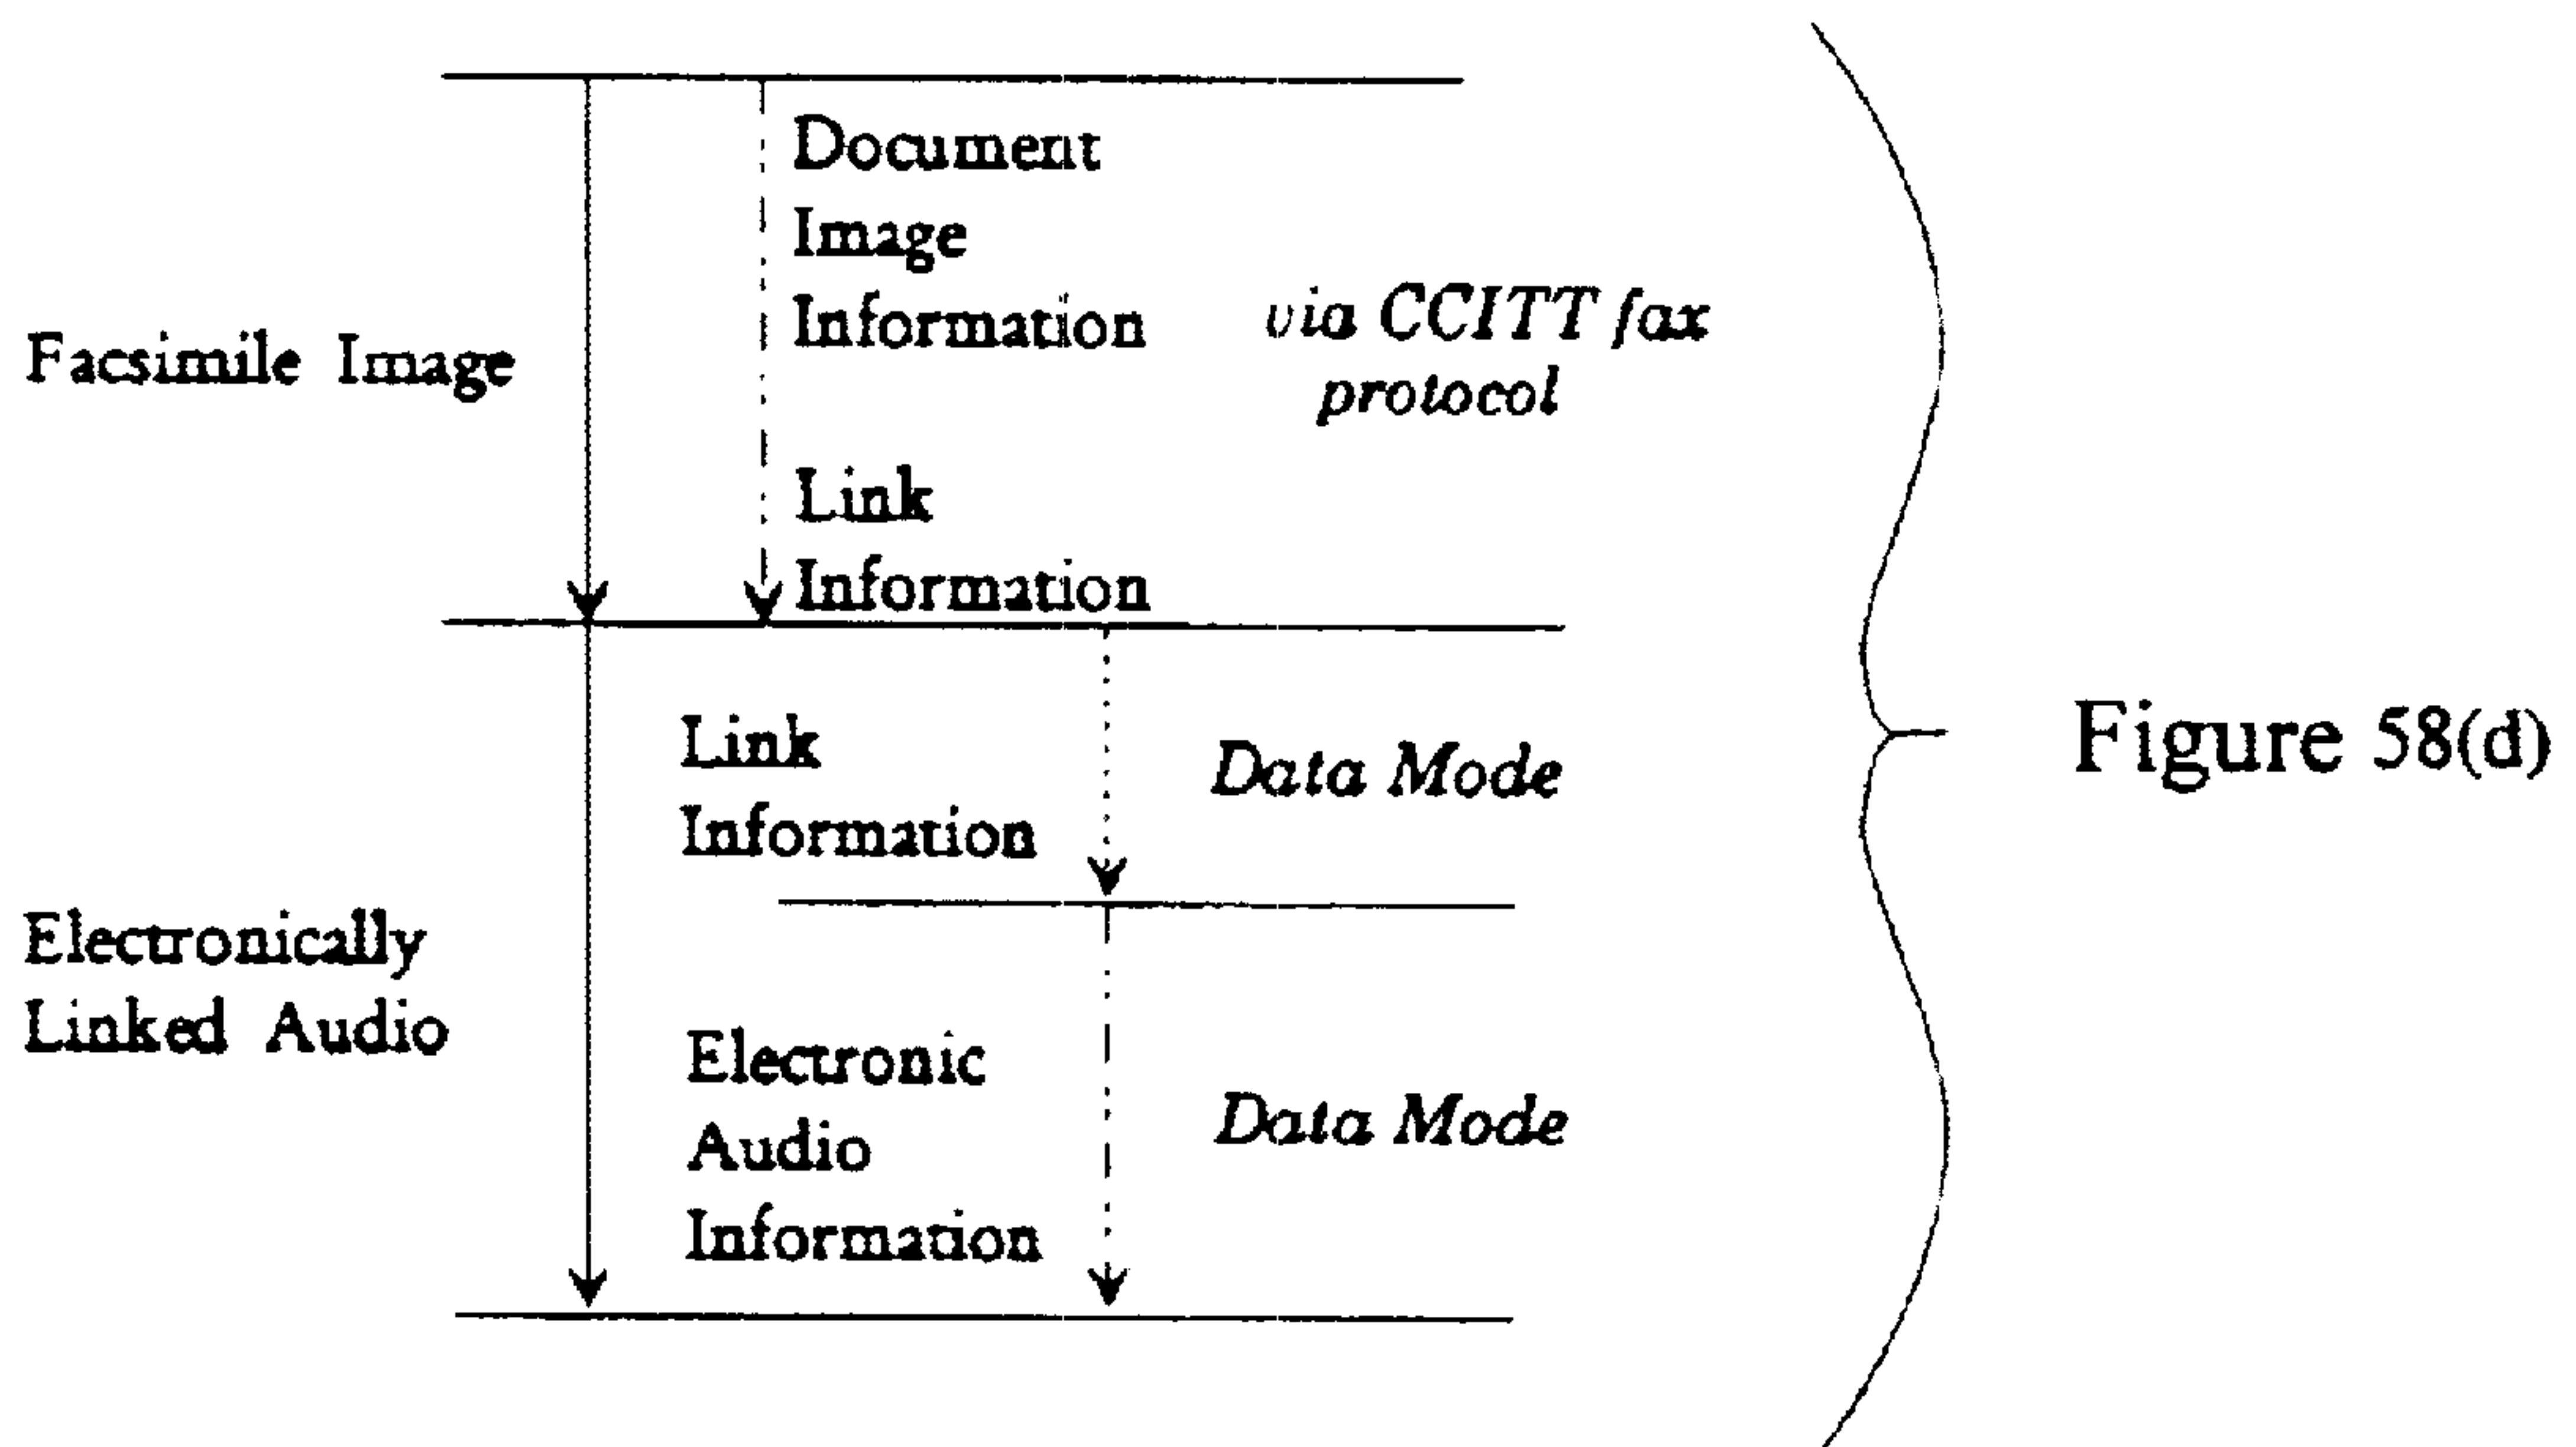 Document
Image
Information
via CCITT fax
protocol
Facsimile Image
Link
Information
Link
Information
Data Mode
Figure 58(d)
Electronically
Linked Audio
Electronic
Audio
Information
Data Mode